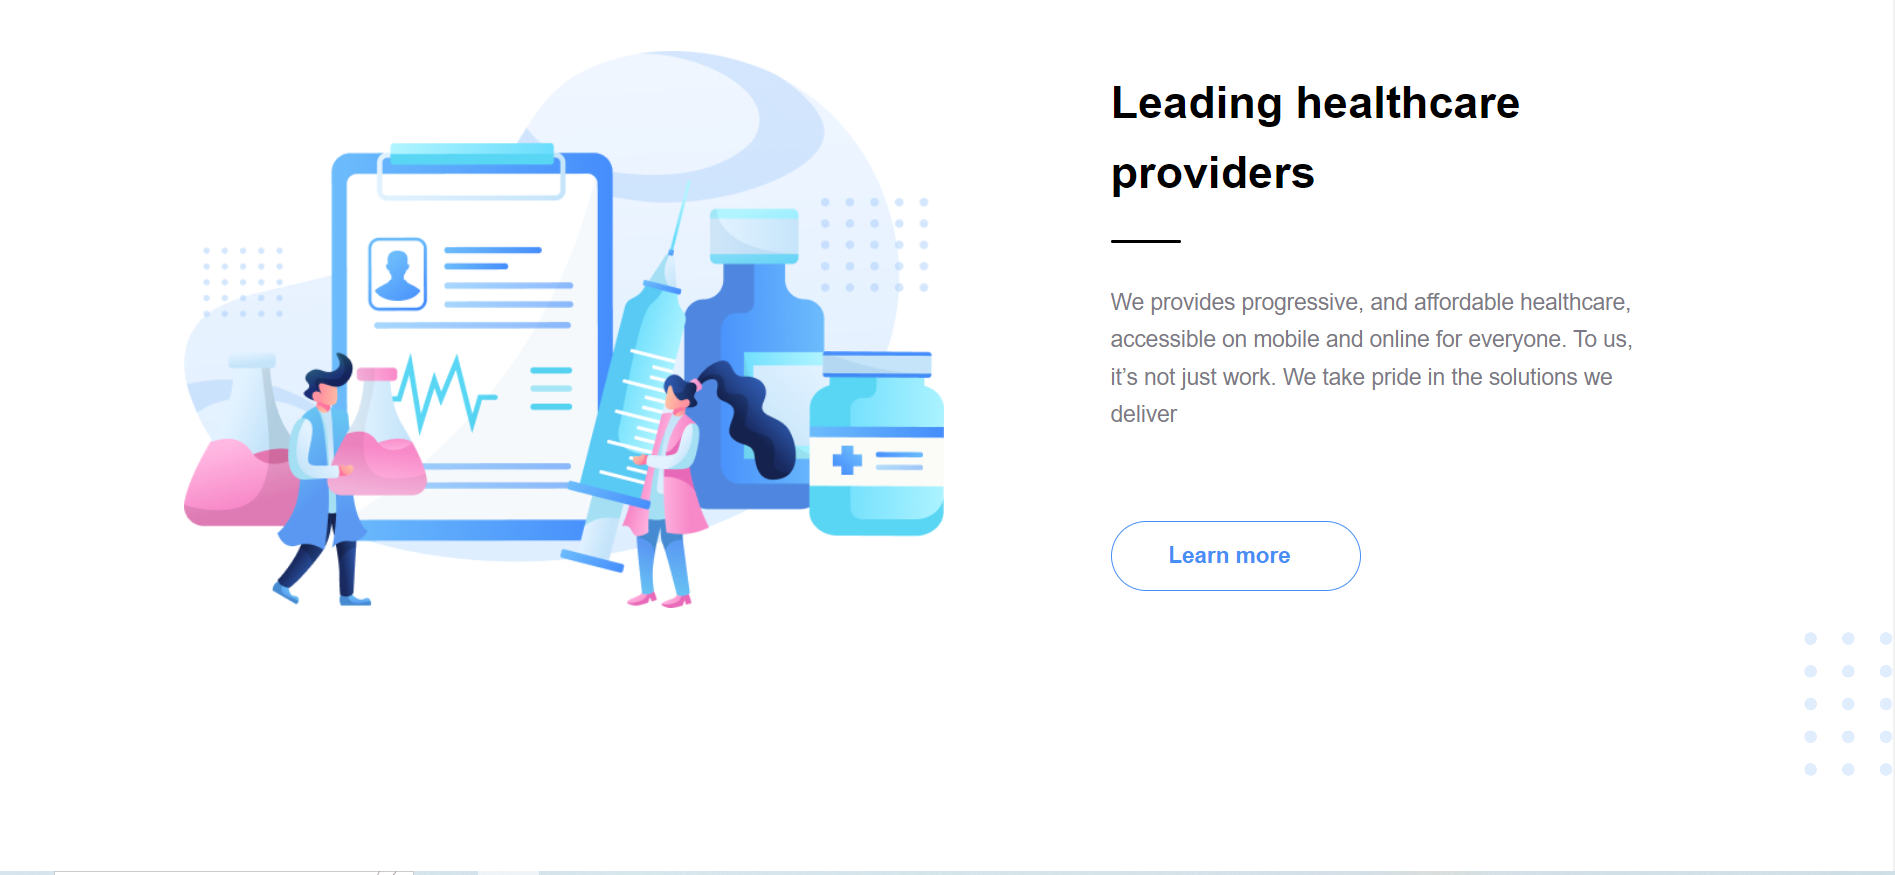 Leading healthcare
providers
We provides progressive, and affordable healthcare,
accessible on mobile and online for everyone. To us,
it’s not just work. We take pride in the solutions we
deliver
Learn more